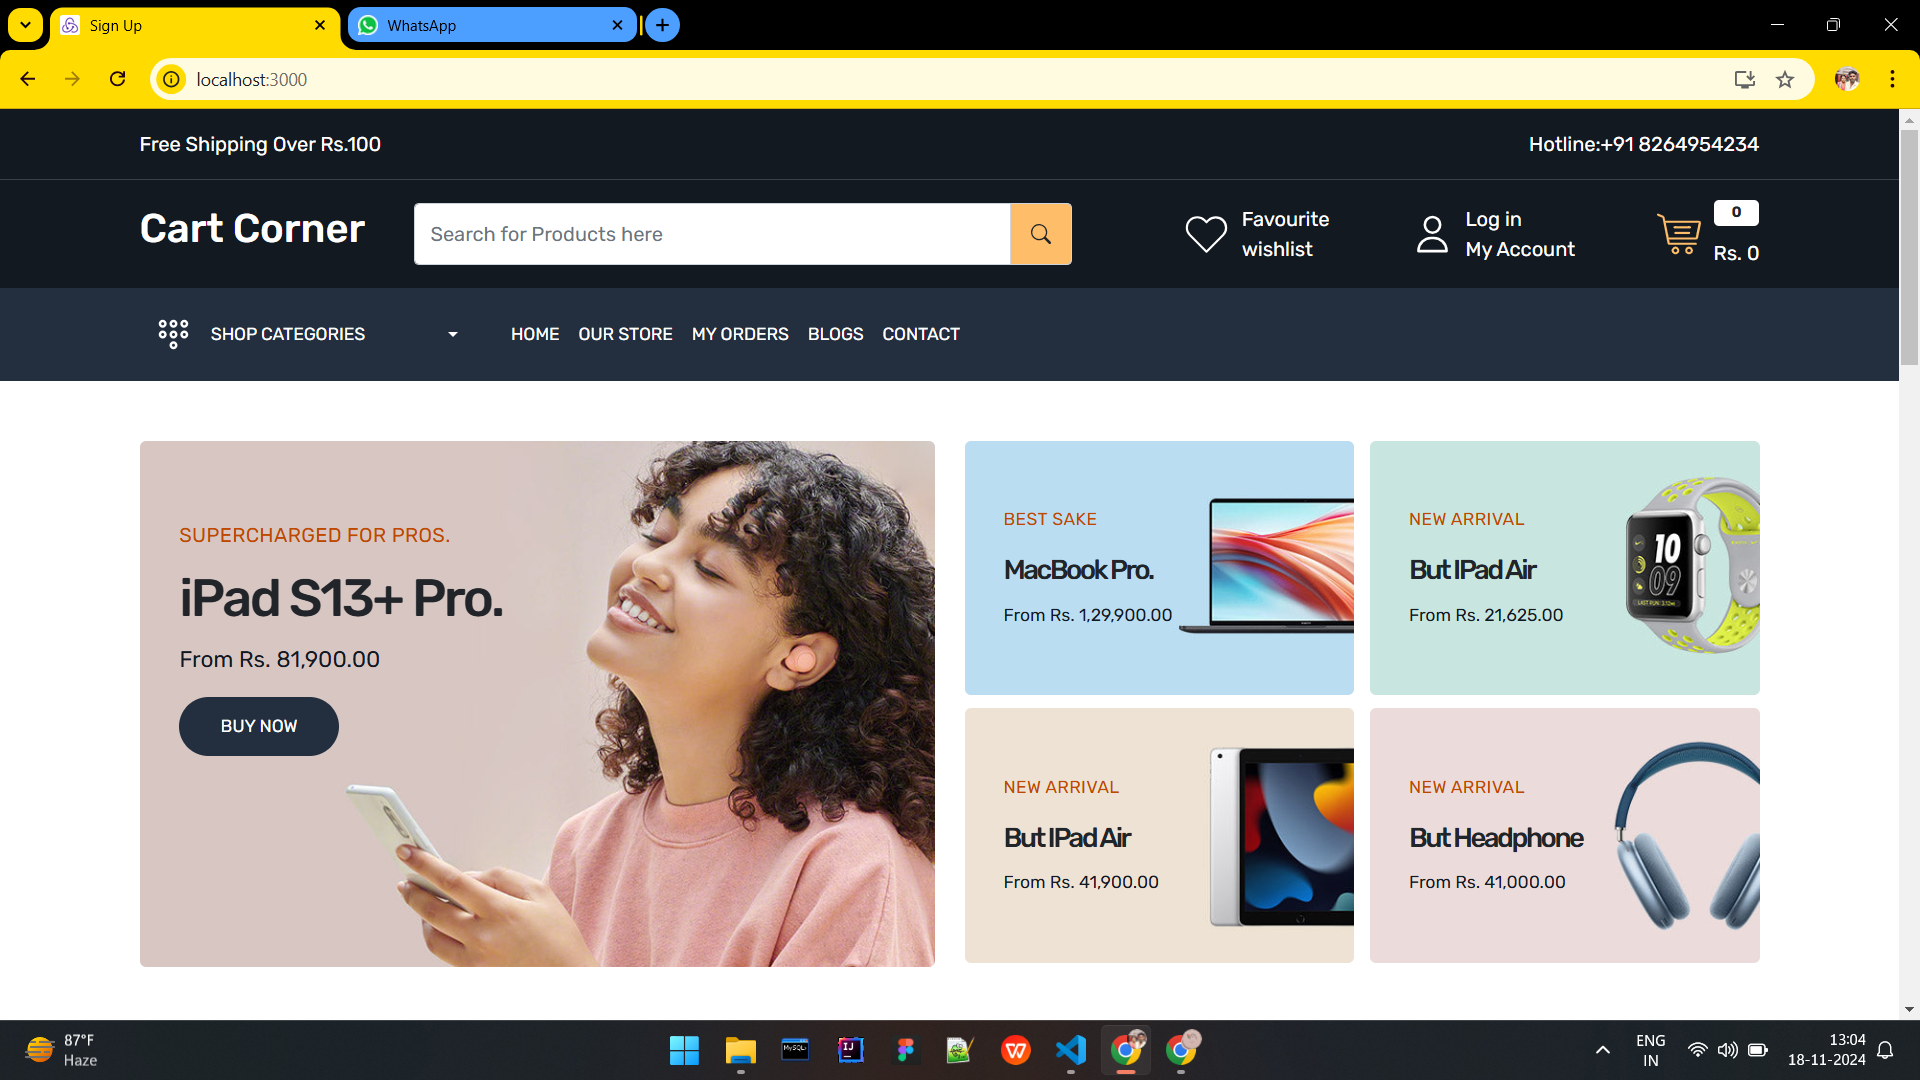 Sign Up
WhatsApp
localhost:3000
Free Shipping Over Rs.100
Hotline:+91 8264954234
Cart Corner
Search for Products here
Favourite
wishlist
Log in
My Account
0
Rs. 0
SHOP CATEGORIES
HOME
OUR STORE
MY ORDERS
BLOGS
CONTACT
SUPERCHARGED FOR PROS.
iPad S13+ Pro.
From Rs. 81,900.00
BUY NOW
BEST SAKE
MacBook Pro.
From Rs. 1,29,900.00
NEW ARRIVAL
But IPad Air
From Rs. 21,625.00
10
09
NEW ARRIVAL
But IPad Air
From Rs. 41,900.00
NEW ARRIVAL
But Headphone
From Rs. 41,000.00
87°F
Haze
MySQL
IJ
W
ENG
IN
13:04
18-11-2024